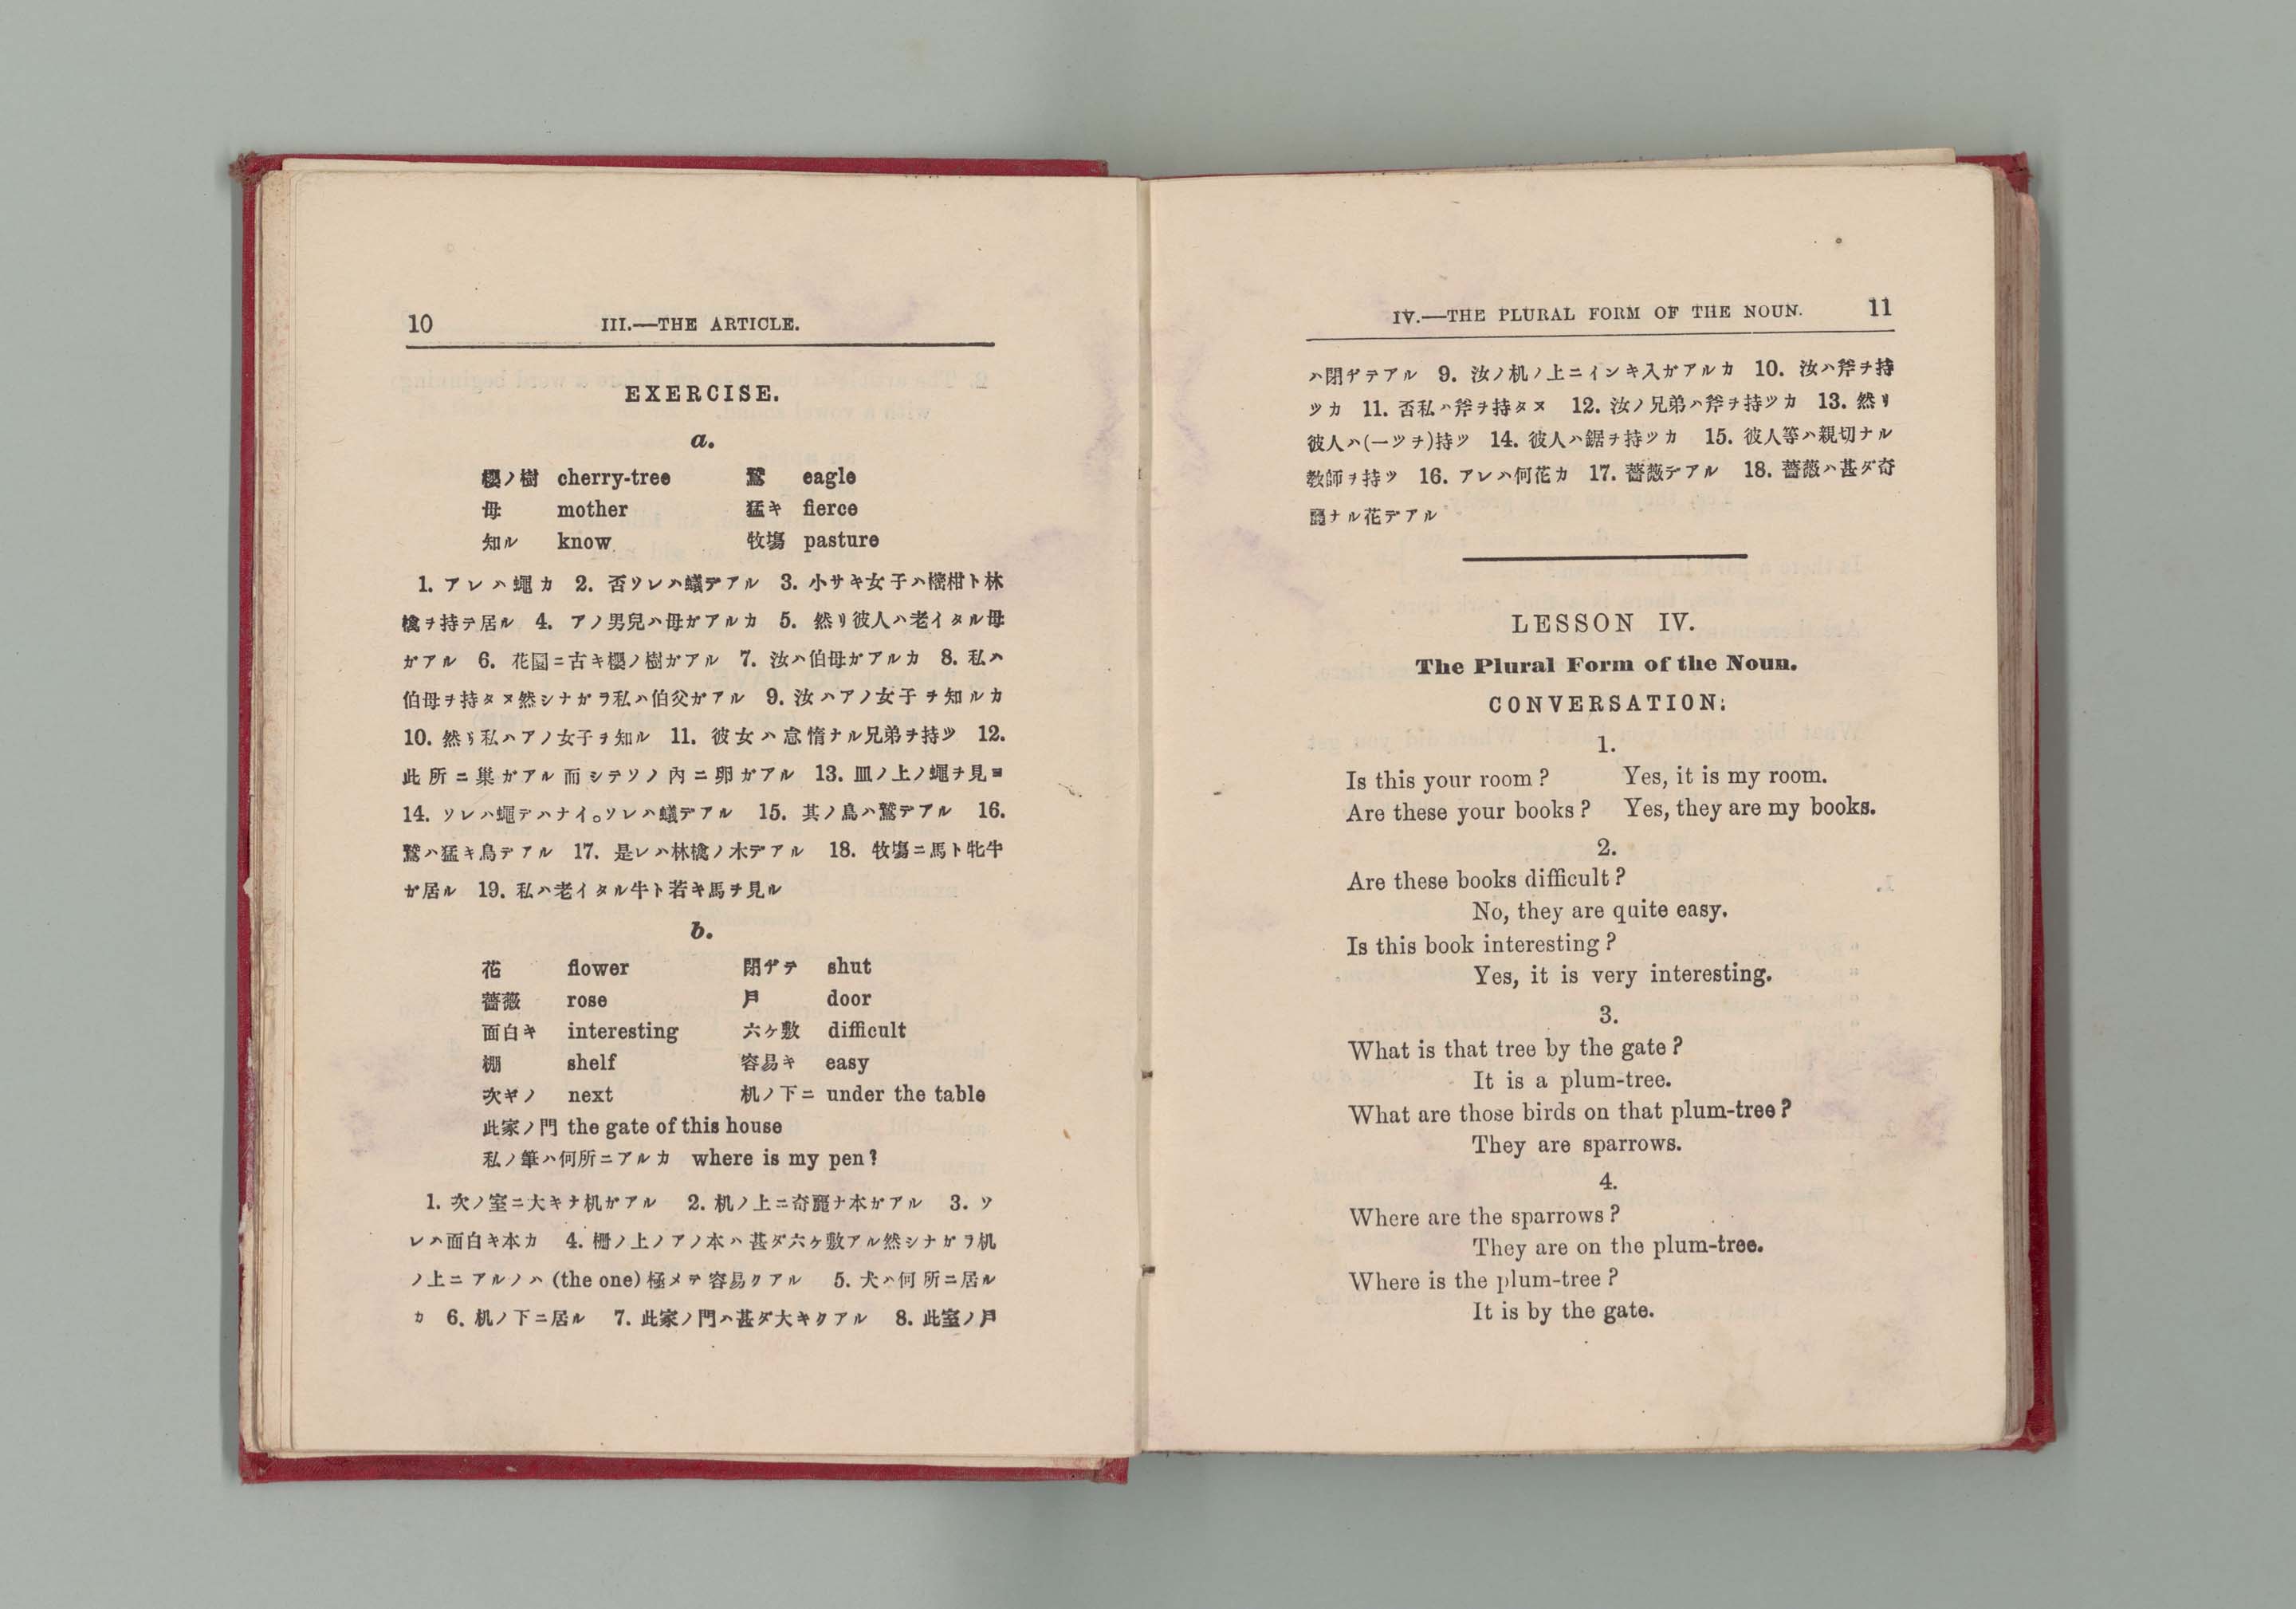 10 III.—THE ARTICLE.
EXERCISE.
a.
櫻ノ樹 cherry-tree 鷲 eagle
母 mother 猛キ fierce
知ル know 牧塲 pasture
1. アレハ蠅カ 2. 否ソレハ蟻デアル 3. 小サキ女子ハ橙柑ト林
檎ヲ持テ居ル 4. アノ男兒ハ母ガアルカ 5. 然リ彼人ハ老イタル母
ガアル 6. 花園ニ古キ櫻ノ樹ガアル 7. 汝ハ伯母ガアルカ 8. 私ハ
伯母ヲ持タヌ然シナガラ私ハ伯父ガアル 9. 汝ハアノ女子ヲ知ルカ
10. 然リ私ハアノ女子ヲ知ル 11. 彼女ハ怠惰ナル兄弟ヲ持ツ 12.
此所ニ巢ガアル而シテソノ內ニ卵ガアル 13. 皿ノ上ノ蠅ヲ見ヨ
14. ソレハ蠅デハナイ。ソレハ蟻デアル 15. 其ノ鳥ハ鷲デアル 16.
鷲ハ猛キ鳥デアル 17. 是レハ林檎ノ木デアル 18. 牧塲ニ馬ト牝牛
ガ居ル 19. 私ハ老イタル牛ト若キ馬ヲ見ル
b.
花 flower 閉ヂテ shut
薔薇 rose 戶 door
面白キ interesting 六ヶ敷 difficult
棚 shelf 容易キ easy
次ギノ next 机ノ下ニ under the table
此家ノ門 the gate of this house
私ノ筆ハ何所ニアルカ where is my pen?
1. 次ノ室ニ大キナ机ガアル 2. 机ノ上ニ奇麗ナ本ガアル 3. ソ
レハ面白キ本カ 4. 棚ノ上ノアノ本ハ甚ダ六ヶ敷アル然シナガラ机
ノ上ニアルノハ (the one) 極メテ容易クアル 5. 犬ハ何所ニ居ル
カ 6. 机ノ下ニ居ル 7. 此家ノ門ハ甚ダ大キクアル 8. 此室ノ戶
IV.—THE PLURAL FORM OF THE NOUN. 11
ハ閉ヂテアル 9. 汝ノ机ノ上ニインキ入ガアルカ 10. 汝ハ斧ヲ持
ツカ 11. 否私ハ斧ヲ持タヌ 12. 汝ノ兄弟ハ斧ヲ持ツカ 13. 然リ
彼人ハ(一ツヲ)持ツ 14. 彼人ハ鋸ヲ持ツカ 15. 彼人等ハ親切ナル
敎師ヲ持ツ 16. アレハ何花カ 17. 薔薇デアル 18. 薔薇ハ甚ダ奇
麗ナル花デアル
LESSON IV.
The Plural Form of the Noun.
CONVERSATION.
1.
Is this your room? Yes, it is my room.
Are these your books? Yes, they are my books.
2.
Are these books difficult?
No, they are quite easy.
Is this book interesting?
Yes, it is very interesting.
3.
What is that tree by the gate?
It is a plum-tree.
What are those birds on that plum-tree?
They are sparrows.
4.
Where are the sparrows?
They are on the plum-tree.
Where is the plum-tree?
It is by the gate.